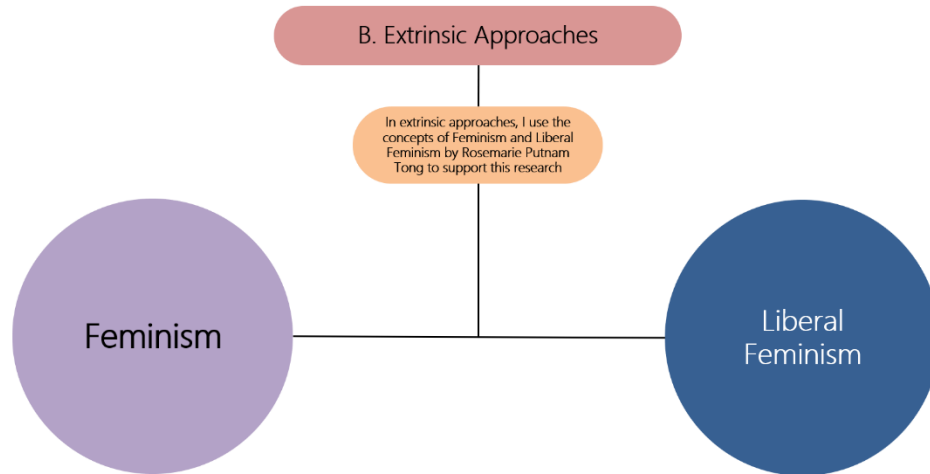 B. Extrinsic Approaches
In extrinsic approaches, I use the
concepts of Feminism and Liberal
Feminism by Rosemarie Putnam
Tong to support this research
Feminism
Liberal
Feminism